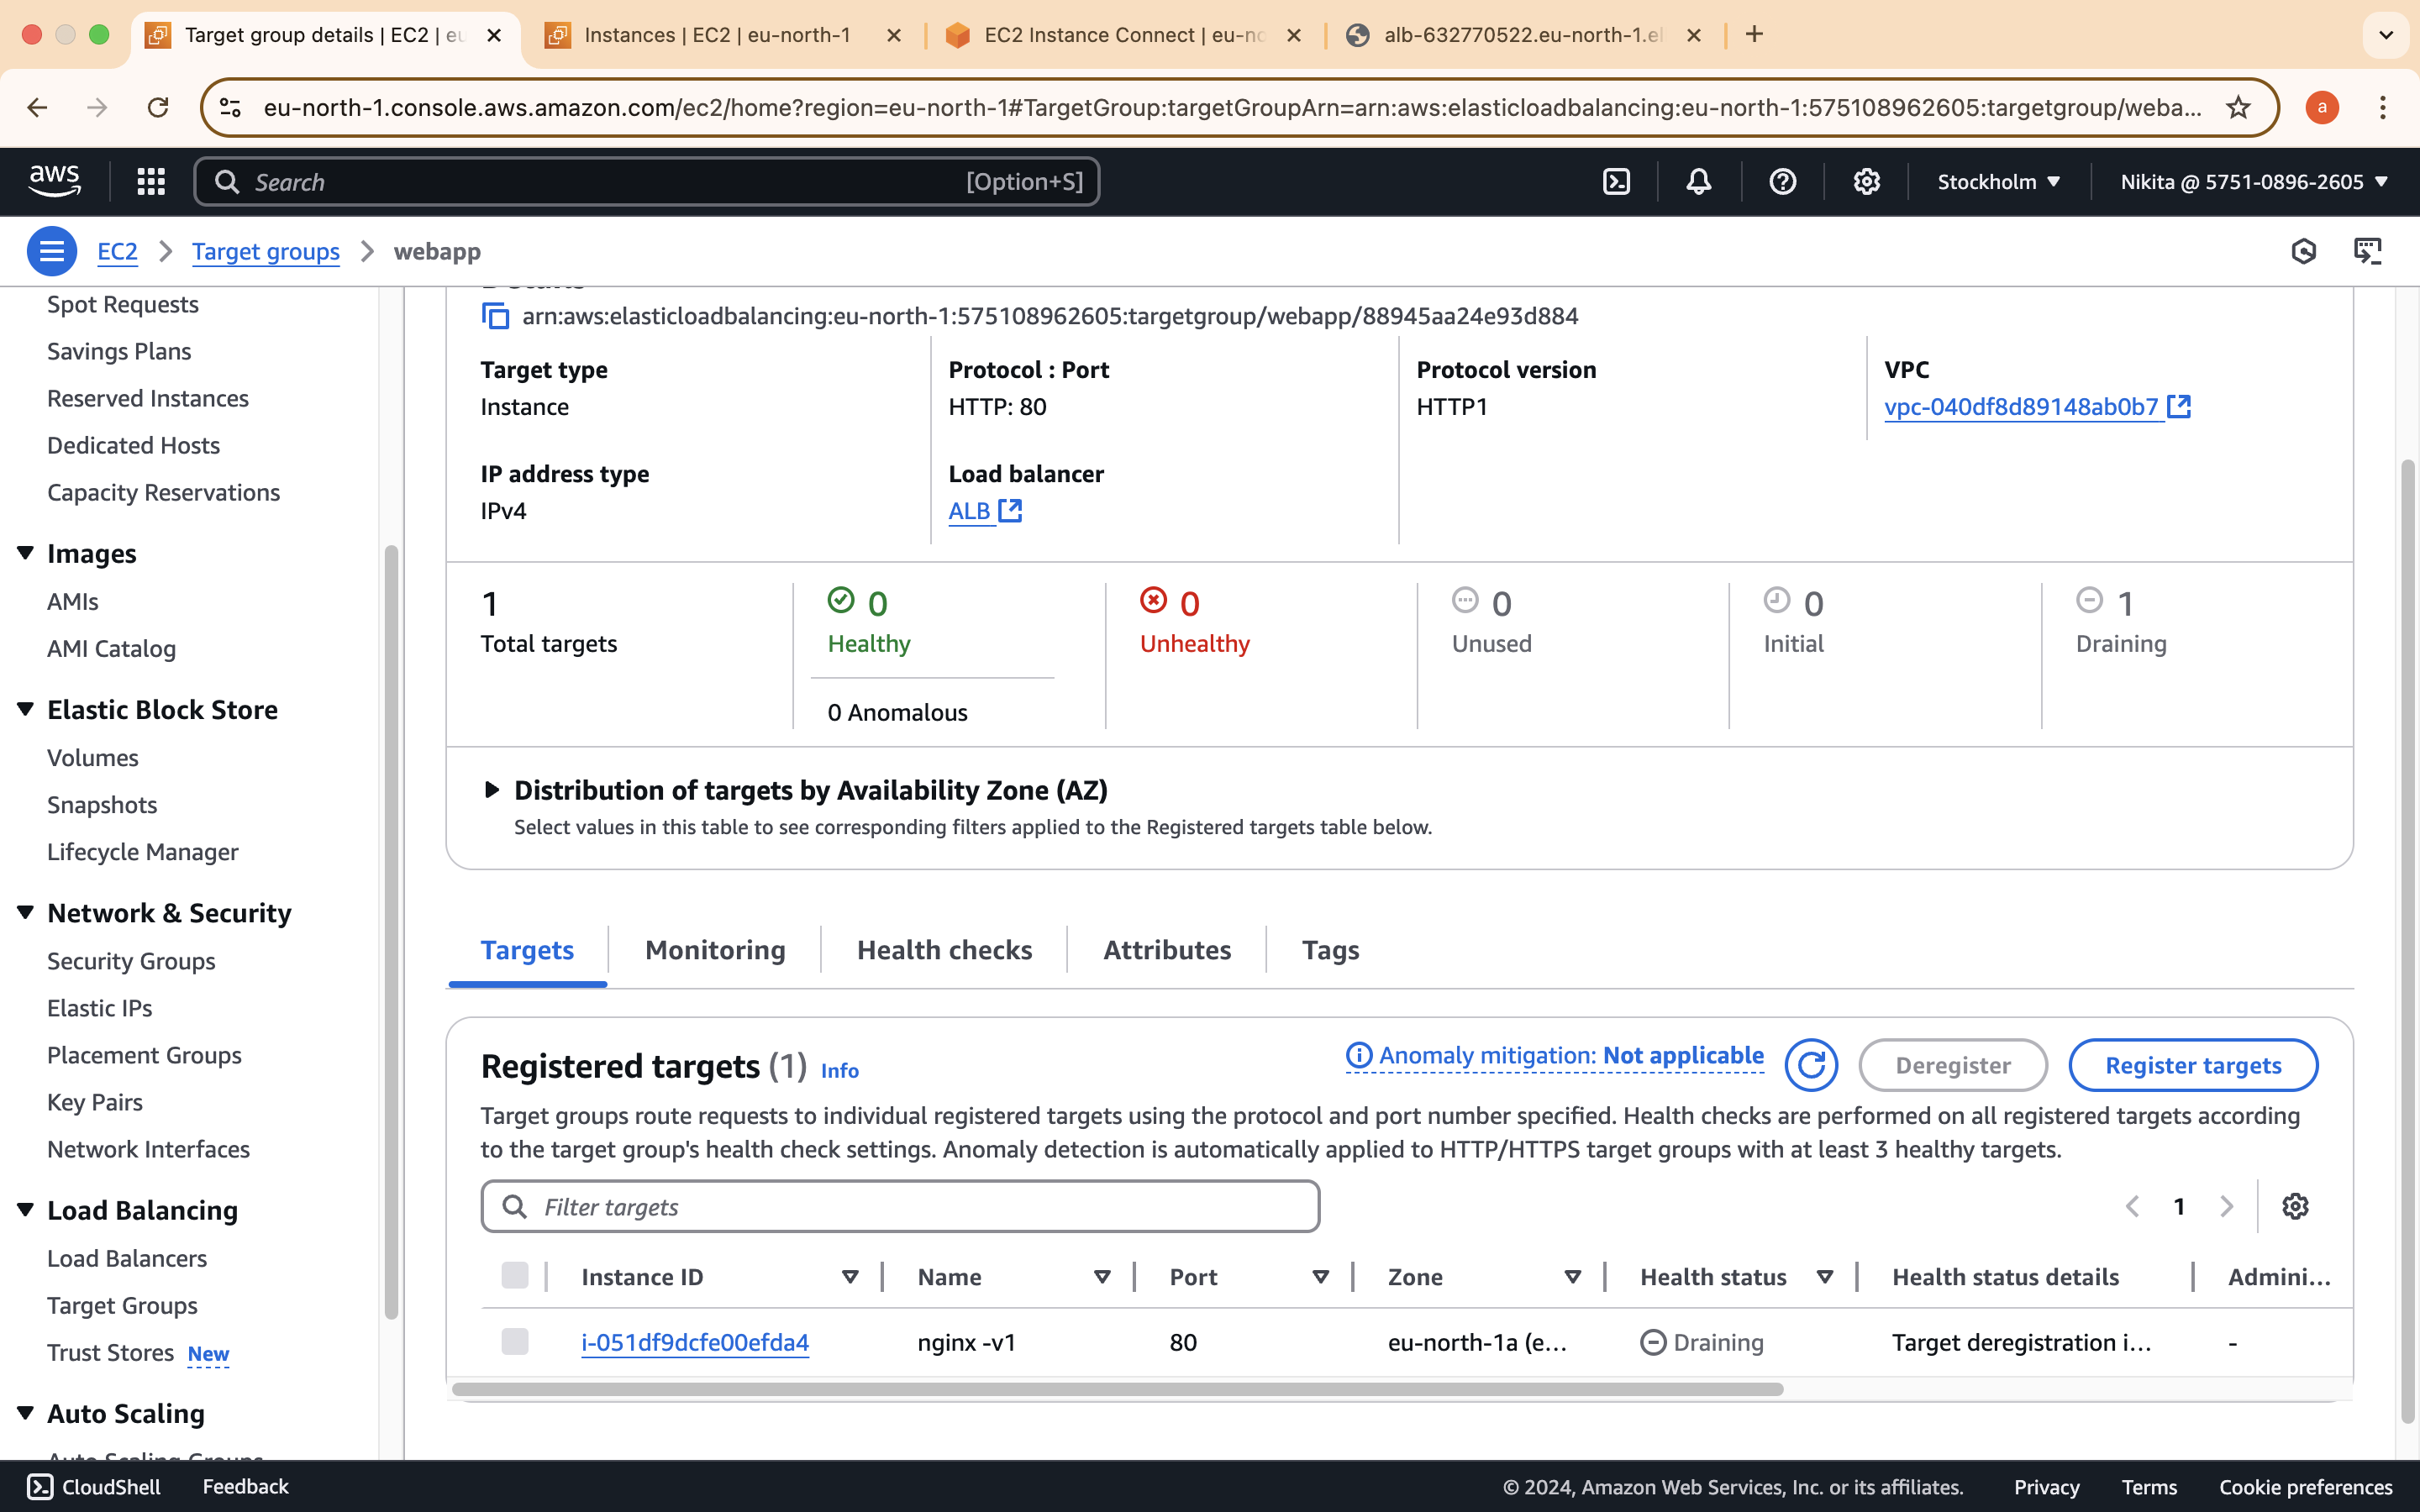 Target group details | EC2 | eu
Instances | EC2 | eu-north-1
EC2 Instance Connect | eu-no
alb-632770522.eu-north-1.el
eu-north-1.console.aws.amazon.com/ec2/home?region=eu-north-1#TargetGroup:targetGroupArn=arn:aws:elasticloadbalancing:eu-north-1:575108962605:targetgroup/weba...
a
aws
Search
[Option+S]
Stockholm
Nikita @ 5751-0896-2605
EC2
Target groups
webapp
Spot Requests
Savings Plans
Reserved Instances
Dedicated Hosts
Capacity Reservations
Images
AMIs
AMI Catalog
Elastic Block Store
Volumes
Snapshots
Lifecycle Manager
Network & Security
Security Groups
Elastic IPs
Placement Groups
Key Pairs
Network Interfaces
Load Balancing
Load Balancers
Target Groups
Trust Stores New
Auto Scaling
Auto Scaling Groups
arn:aws:elasticloadbalancing:eu-north-1:575108962605:targetgroup/webapp/88945aa24e93d884
Target type
Instance
Protocol : Port
HTTP: 80
Protocol version
HTTP1
VPC
vpc-040df8d89148ab0b7
IP address type
IPv4
Load balancer
ALB
1
Total targets
0
Healthy
0 Anomalous
0
Unhealthy
0
Unused
0
Initial
1
Draining
Distribution of targets by Availability Zone (AZ)
Select values in this table to see corresponding filters applied to the Registered targets table below.
Targets
Monitoring
Health checks
Attributes
Tags
Registered targets (1) Info
Anomaly mitigation: Not applicable
Deregister
Register targets
Target groups route requests to individual registered targets using the protocol and port number specified. Health checks are performed on all registered targets according
to the target group's health check settings. Anomaly detection is automatically applied to HTTP/HTTPS target groups with at least 3 healthy targets.
Filter targets
1
Instance ID
Name
Port
Zone
Health status
Health status details
Admini...
i-051df9dcfe00efda4
nginx -v1
80
eu-north-1a (e...
Draining
Target deregistration i...
-
CloudShell
Feedback
© 2024, Amazon Web Services, Inc. or its affiliates.
Privacy
Terms
Cookie preferences